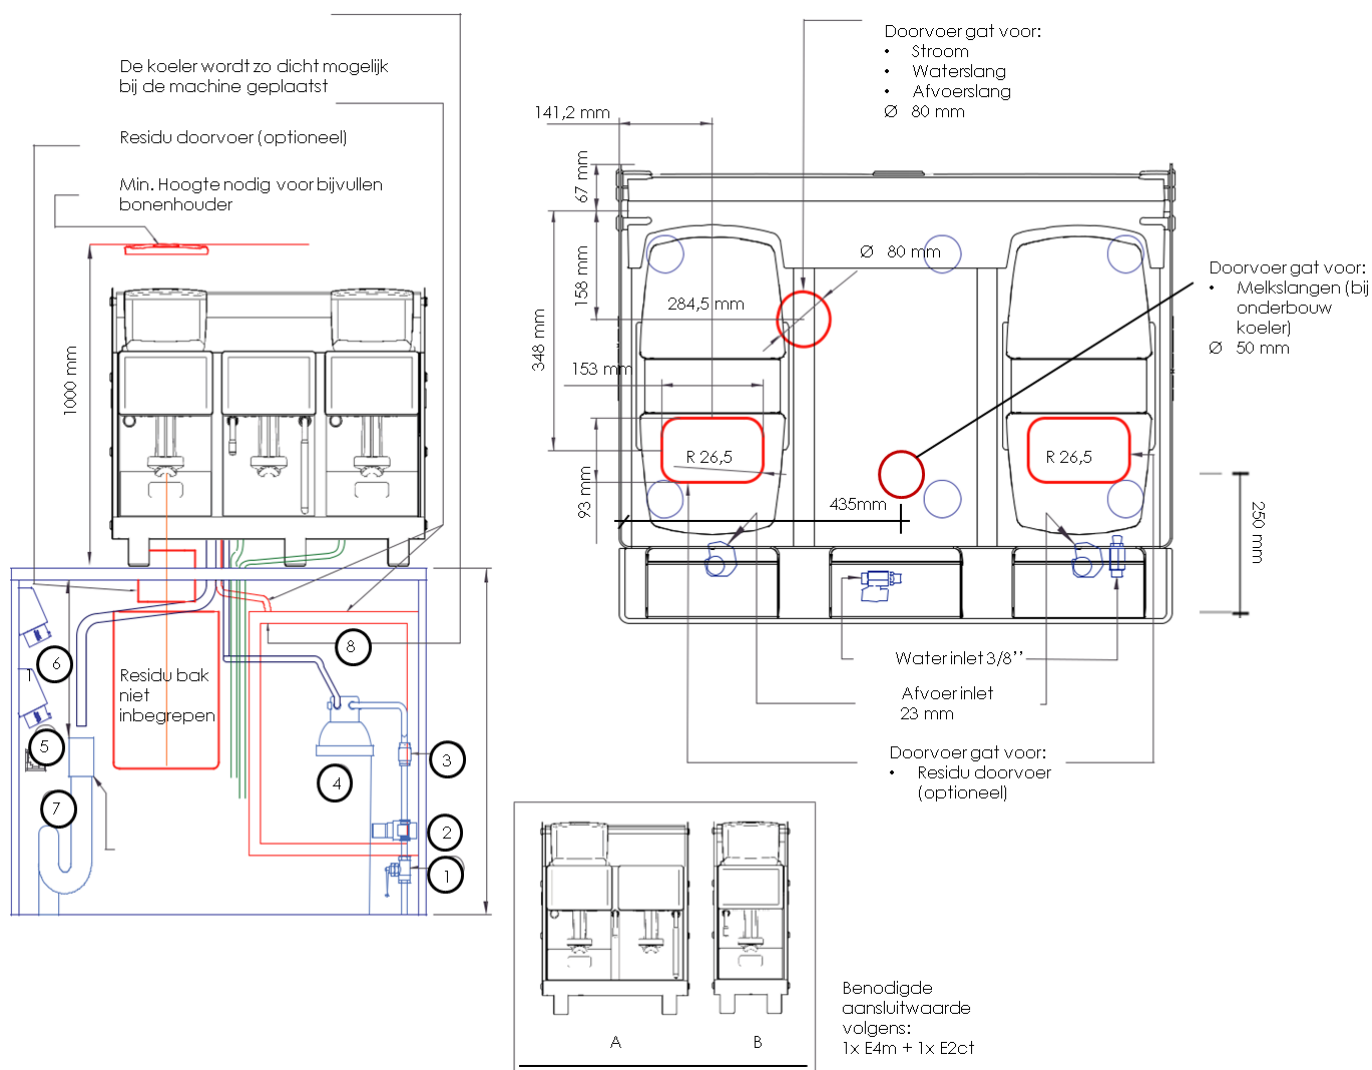 De koeler wordt zo dicht mogelijk
bij de machine geplaatst
Residu doorvoer (optioneel)
Min. Hoogte nodig voor bijvullen
bonenhouder
1000 mm
Residu bak
niet
inbegrepen
1
2
3
4
5
6
7
8
Doorvoer gat voor:
• Stroom
• Waterslang
• Afvoerslang
Ø 80 mm
141,2 mm
67 mm
158 mm
348 mm
93 mm
Ø 80 mm
284,5 mm
153 mm
R 26,5
R 26,5
435mm
250 mm
Doorvoer gat voor:
• Melkslangen (bij
onderbouw
koeler)
Ø 50 mm
Water inlet 3/8’’
Afvoer inlet
23 mm
Doorvoer gat voor:
• Residu doorvoer
(optioneel)
A
B
Benodigde
aansluitwaarde
volgens:
1x E4m + 1x E2ct